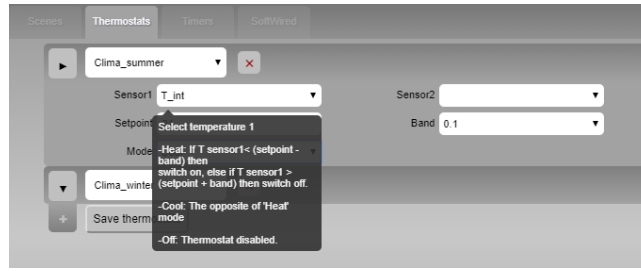 Scenes Thermostats Timers SoftWired
Clima_summer
Sensor1 T_int Sensor2
Setpoint Band 0.1
Select temperature 1
Mode
-Heat: If T sensor1< (setpoint -
band) then
switch on, else if T sensor1 >
(setpoint + band) then switch off.
Clima_winter
-Cool: The opposite of 'Heat'
mode
+ Save
-Off: Thermostat disabled.